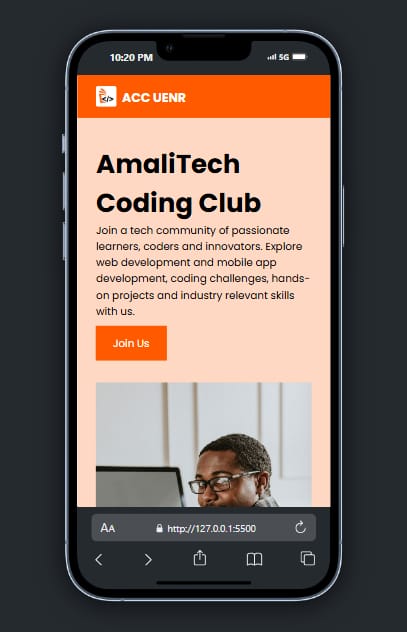 10:20 PM
5G
</> ACC UENR
AmaliTech
Coding Club
Join a tech community of passionate
learners, coders and innovators. Explore
web development and mobile app
development, coding challenges, hands-
on projects and industry relevant skills
with us.
Join Us
AA
http://127.0.0.1:5500